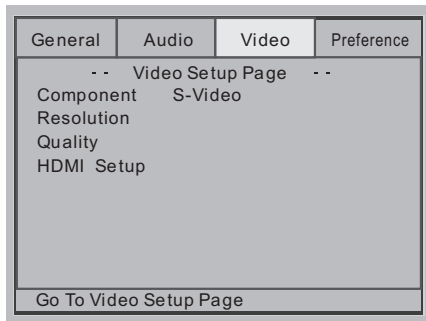 General Audio Video Preference
-- Video Setup Page --
Component S-Video
Resolution
Quality
HDMI Setup
Go To Video Setup Page